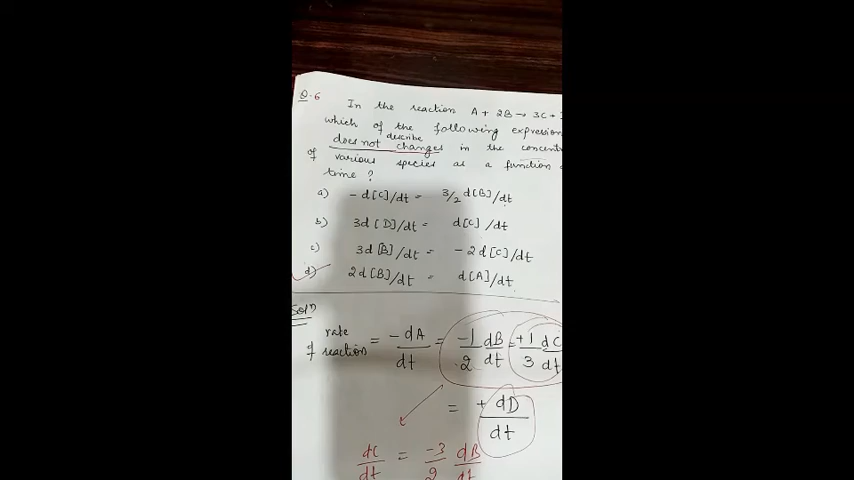 Q.6 In the reaction A + 2B → 3C +
which of the following expression
does not describe changes in the concent
of various species as a function
time ?
a) - d[C]/dt = 3/2 d[B]/dt
b) 3d[D]/dt = d[C]/dt
c) 3d[B]/dt = -2d[C]/dt
d) 2d[B]/dt = d[A]/dt
Solⁿ
rate of reaction = -dA/dt = -1/2 dB/dt = +1/3 dC/dt
= + dD/dt
dC/dt = -3/2 dB/dt